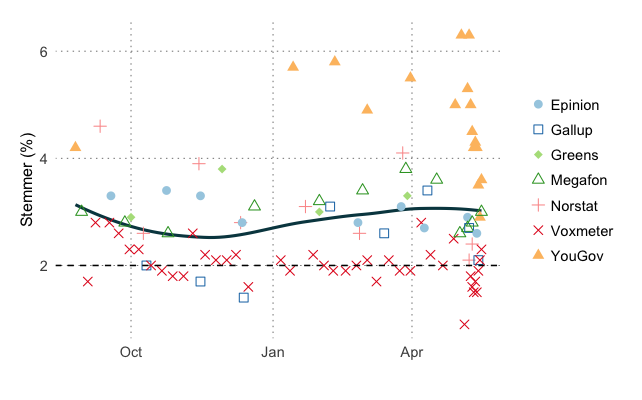 6
4
2
Stemmer (%)
Oct
Jan
Apr
Epinion
Gallup
Greens
Megafon
Norstat
Voxmeter
YouGov